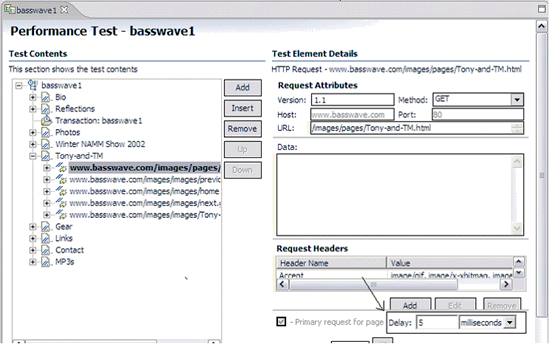 basswave1
Performance Test - basswave1
Test Contents
This section shows the test contents
basswave1
Bio
Reflections
Transaction: basswave1
Photos
Winter NAMM Show 2002
Tony-and-TM
www.basswave.com/images/pages/
www.basswave.com/images/images/previc
www.basswave.com/images/images/home
www.basswave.com/images/images/next.g
www.basswave.com/images/images/Tony-
Gear
Links
Contact
MP3s
Add
Insert
Remove
Up
Down
Test Element Details
HTTP Request - www.basswave.com/images/pages/Tony-and-TM.html
Request Attributes
Version: 1.1 Method: GET
Host: www.basswave.com Port: 80
URL: /images/pages/Tony-and-TM.html
Data:
Request Headers
Header Name Value
Accept image/gif, image/x-xbitmap, image
Add Edit Remove
- Primary request for page
Delay: 5 milliseconds